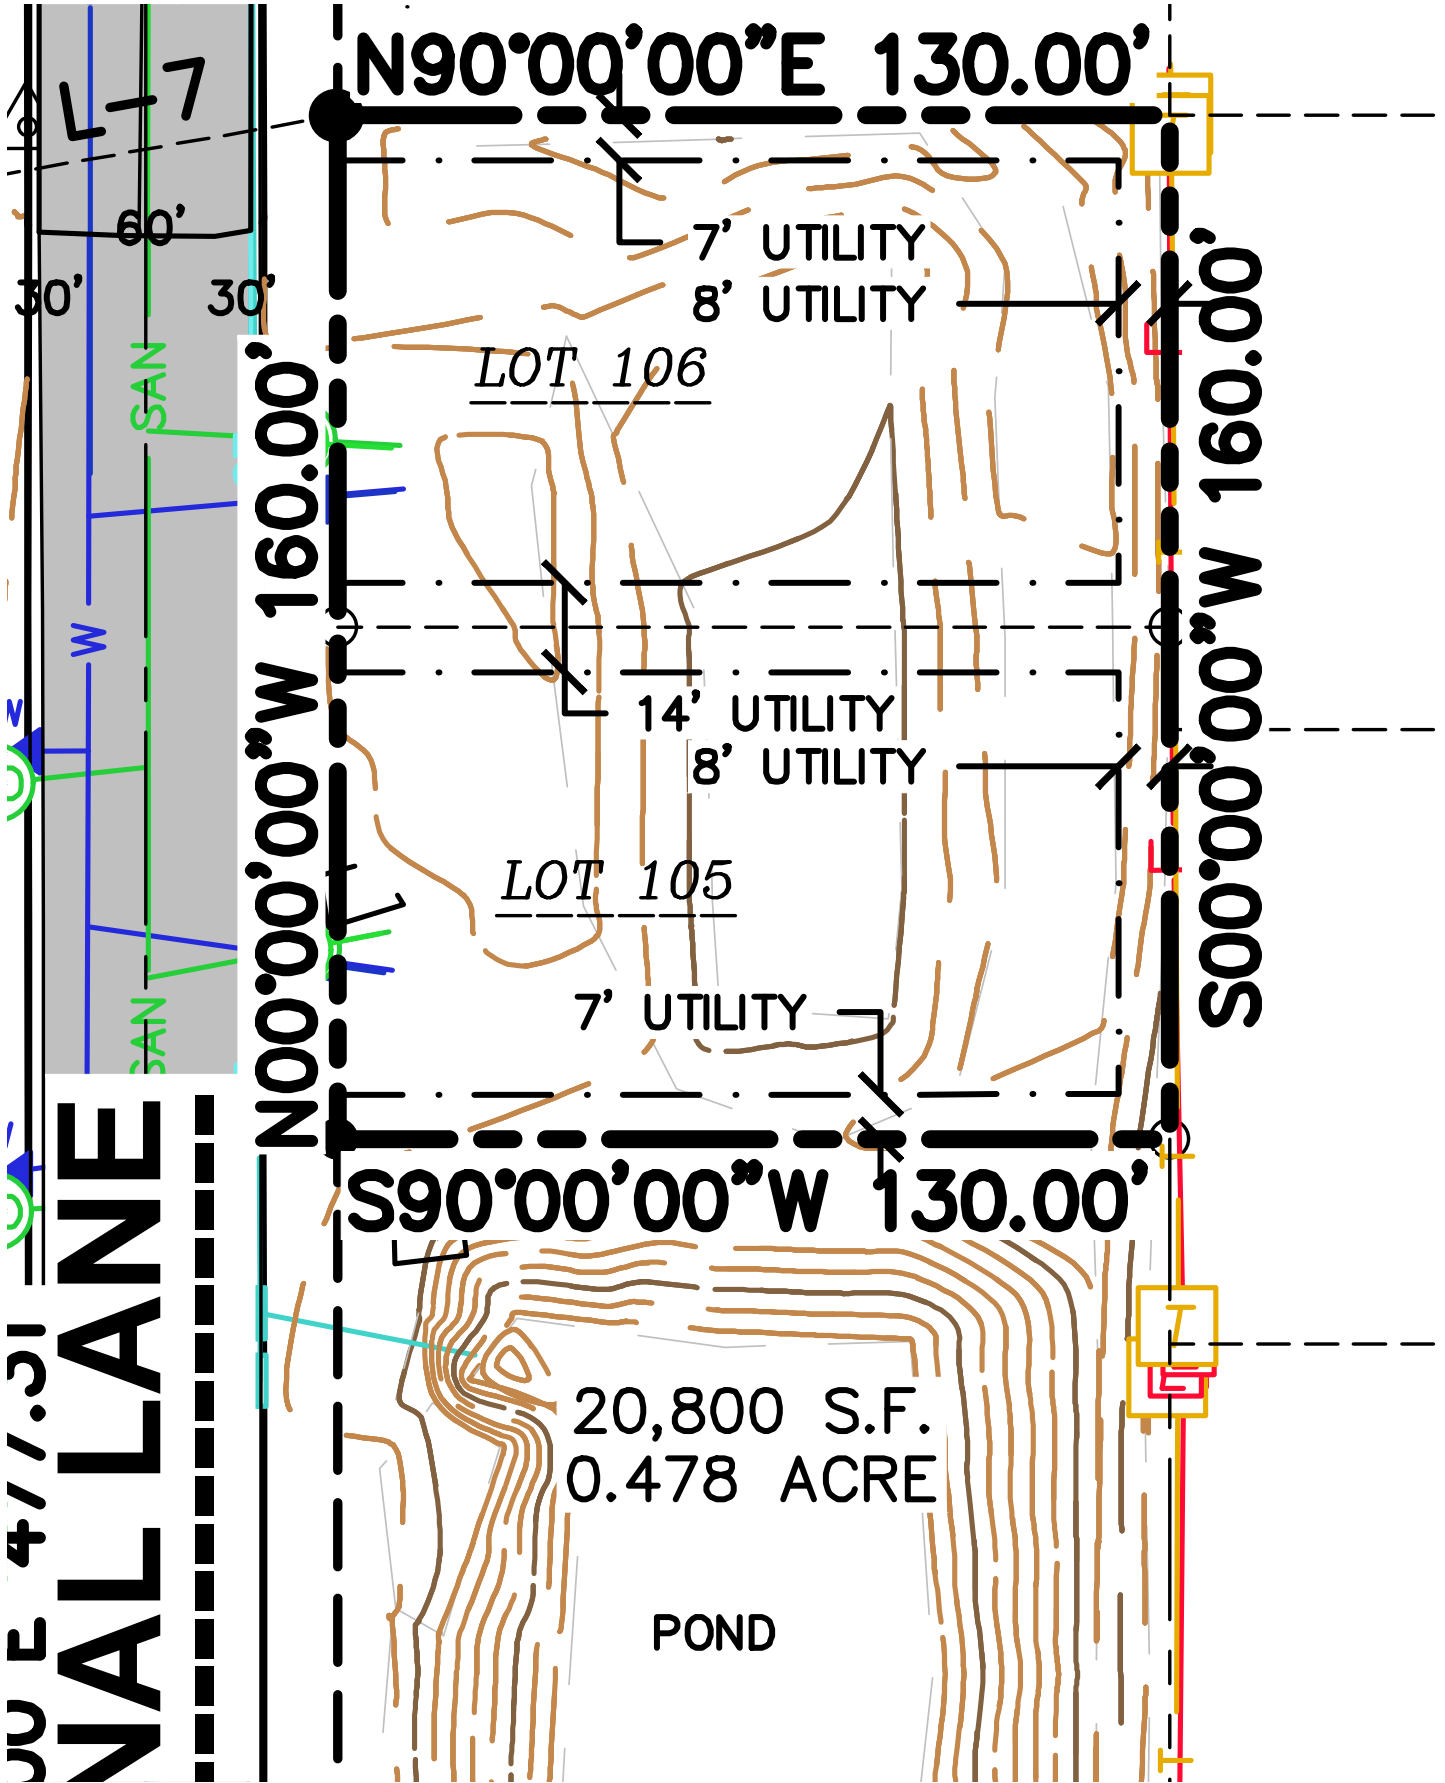 N90°00'00"E 130.00'
L-7
60'
30'
30'
7' UTILITY
8' UTILITY
LOT 106
SAN
N00°00'00"W 160.00'
S00°00'00"W 160.00'
W
14' UTILITY
8' UTILITY
LOT 105
7' UTILITY
SAN
S90°00'00"W 130.00'
20,800 S.F.
0.478 ACRE
POND
NAL LANE